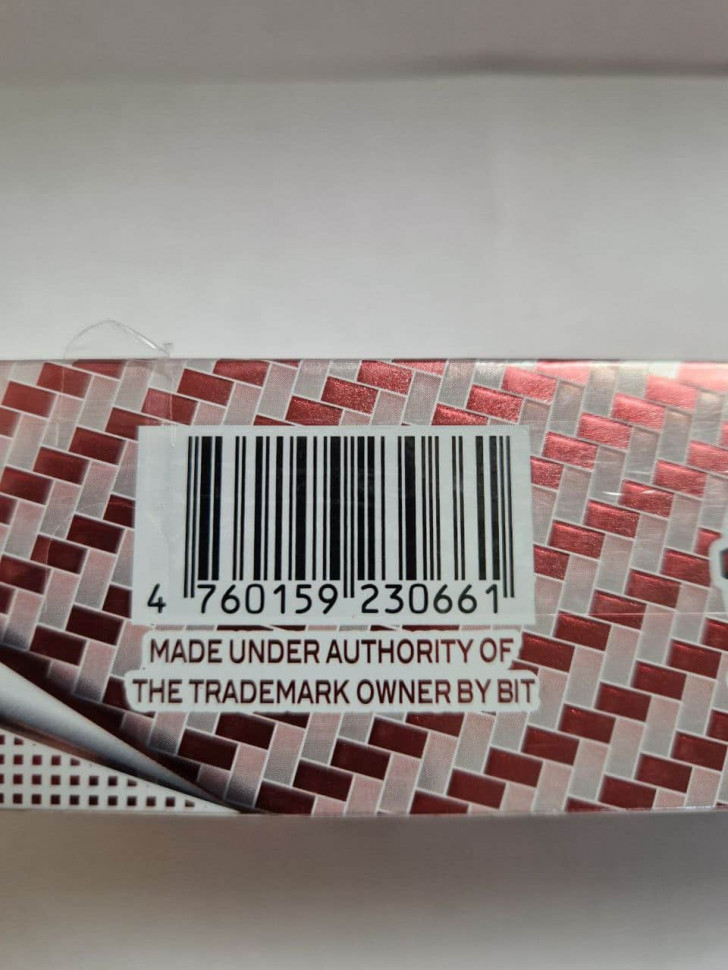 4 760159 230661
MADE UNDER AUTHORITY OF
THE TRADEMARK OWNER BY BIT